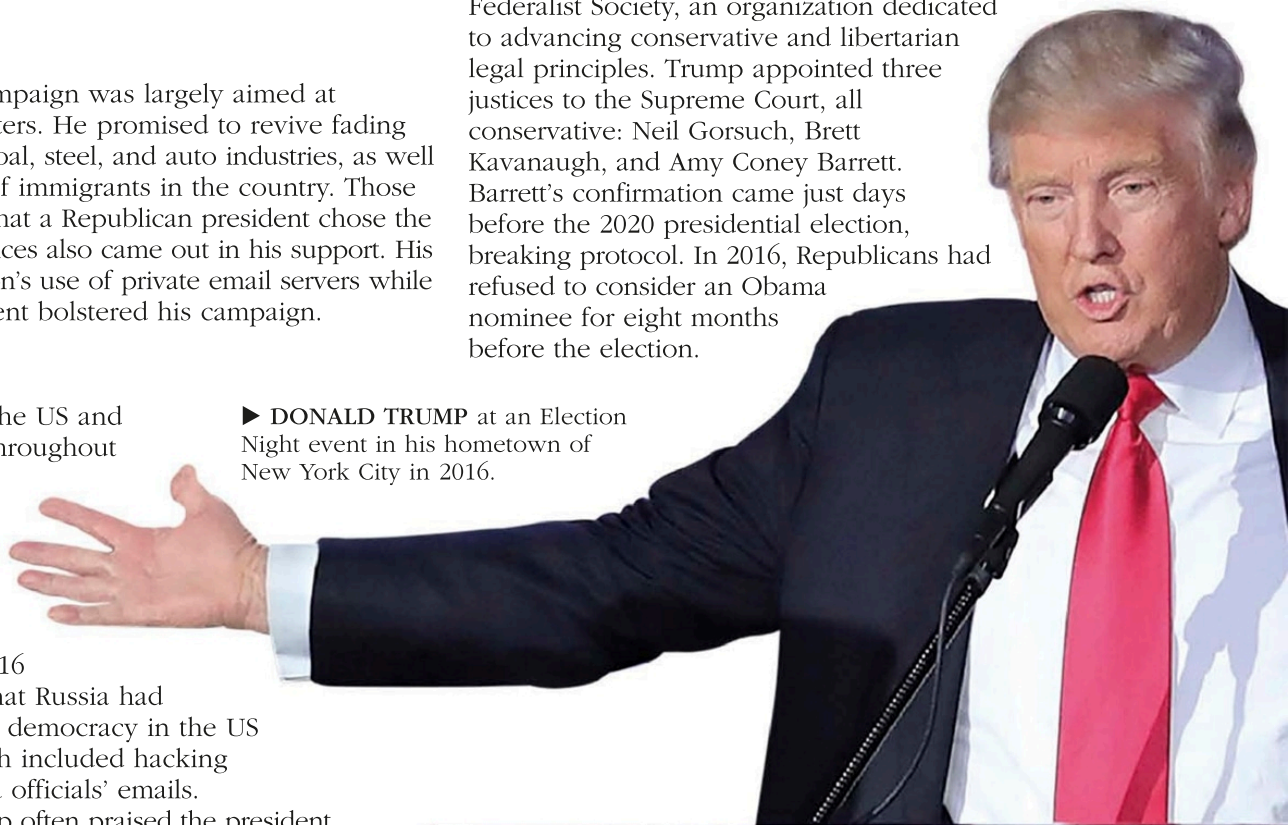 mpaign was largely aimed at
ters. He promised to revive fading
oal, steel, and auto industries, as well
f immigrants in the country. Those
hat a Republican president chose the
ices also came out in his support. His
n's use of private email servers while
ent bolstered his campaign.
he US and
hroughout
16
hat Russia had
democracy in the US
h included hacking
officials' emails.
p often praised the president
Federalist Society, an organization dedicated
to advancing conservative and libertarian
legal principles. Trump appointed three
justices to the Supreme Court, all
conservative: Neil Gorsuch, Brett
Kavanaugh, and Amy Coney Barrett.
Barrett's confirmation came just days
before the 2020 presidential election,
breaking protocol. In 2016, Republicans had
refused to consider an Obama
nominee for eight months
before the election.
▶ DONALD TRUMP at an Election
Night event in his hometown of
New York City in 2016.